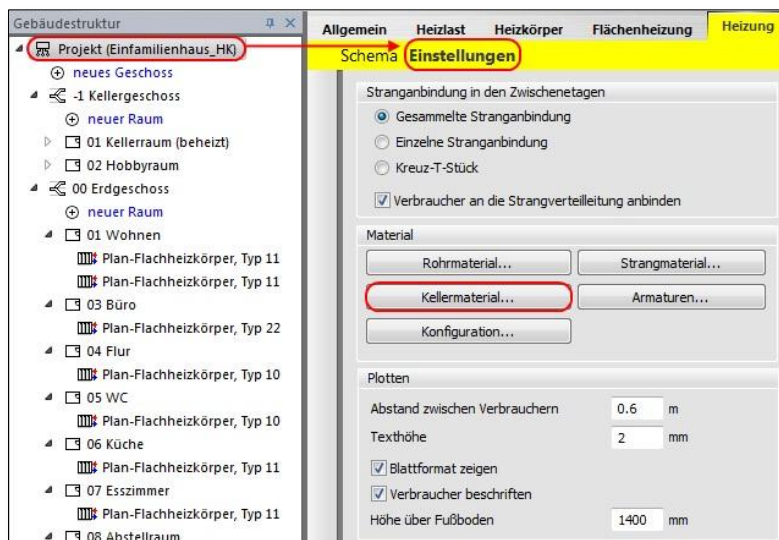 Gebäudestruktur
Projekt (Einfamilienhaus_HK)
neues Geschoss
-1 Kellergeschoss
neuer Raum
01 Kellerraum (beheizt)
02 Hobbyraum
00 Erdgeschoss
neuer Raum
01 Wohnen
Plan-Flachheizkörper, Typ 11
Plan-Flachheizkörper, Typ 11
03 Büro
Plan-Flachheizkörper, Typ 22
04 Flur
Plan-Flachheizkörper, Typ 10
05 WC
Plan-Flachheizkörper, Typ 10
06 Küche
Plan-Flachheizkörper, Typ 11
07 Esszimmer
Plan-Flachheizkörper, Typ 11
08 Abstellraum
Allgemein Heizlast Heizkörper Flächenheizung Heizung
Schema Einstellungen
Stranganbindung in den Zwischenetagen
Gesammelte Stranganbindung
Einzelne Stranganbindung
Kreuz-T-Stück
Verbraucher an die Strangverteilleitung anbinden
Material
Rohrmaterial... Strangmaterial...
Kellermaterial... Armaturen...
Konfiguration...
Plotten
Abstand zwischen Verbrauchern 0.6 m
Texthöhe 2 mm
Blattformat zeigen
Verbraucher beschriften
Höhe über Fußboden 1400 mm